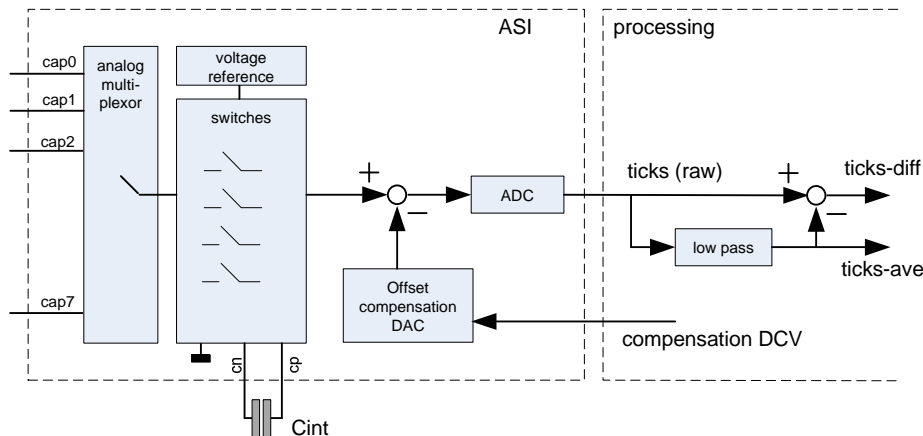 ASI
processing
cap0
cap1
cap2
cap7
analog
multi-
plexor
voltage
reference
switches
+
−
ADC
ticks (raw)
+
−
ticks-diff
low pass
ticks-ave
Offset
compensation
DAC
compensation DCV
cn
cp
Cint